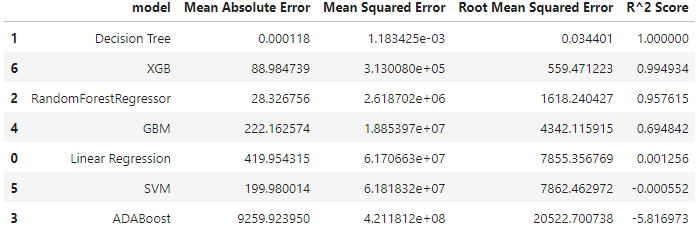 model Mean Absolute Error Mean Squared Error Root Mean Squared Error R^2 Score
1 Decision Tree 0.000118 1.183425e-03 0.034401 1.000000
6 XGB 88.984739 3.130080e+05 559.471223 0.994934
2 RandomForestRegressor 28.326756 2.618702e+06 1618.240427 0.957615
4 GBM 222.162574 1.885397e+07 4342.115915 0.694842
0 Linear Regression 419.954315 6.170663e+07 7855.356769 0.001256
5 SVM 199.980014 6.181832e+07 7862.462972 -0.000552
3 ADABoost 9259.923950 4.211812e+08 20522.700738 -5.816973